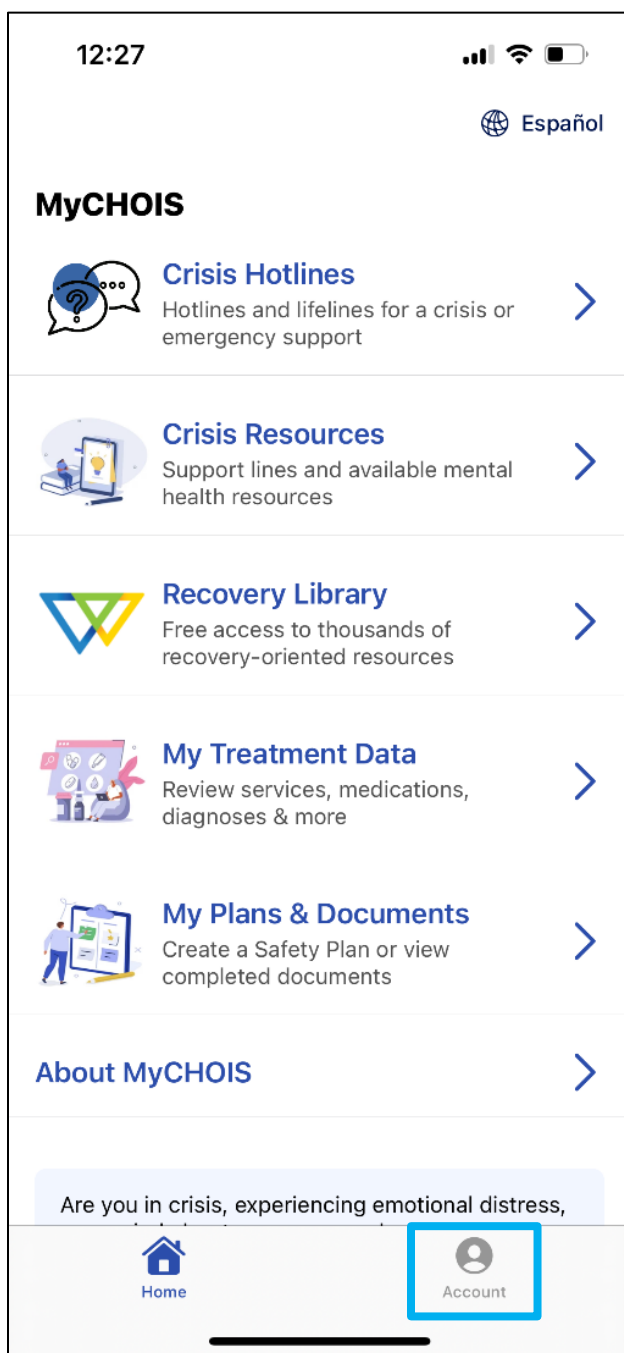 12:27
Español
MyCHOIS
Crisis Hotlines
Hotlines and lifelines for a crisis or
emergency support
Crisis Resources
Support lines and available mental
health resources
Recovery Library
Free access to thousands of
recovery-oriented resources
My Treatment Data
Review services, medications,
diagnoses & more
My Plans & Documents
Create a Safety Plan or view
completed documents
About MyCHOIS
Are you in crisis, experiencing emotional distress,
Home
Account